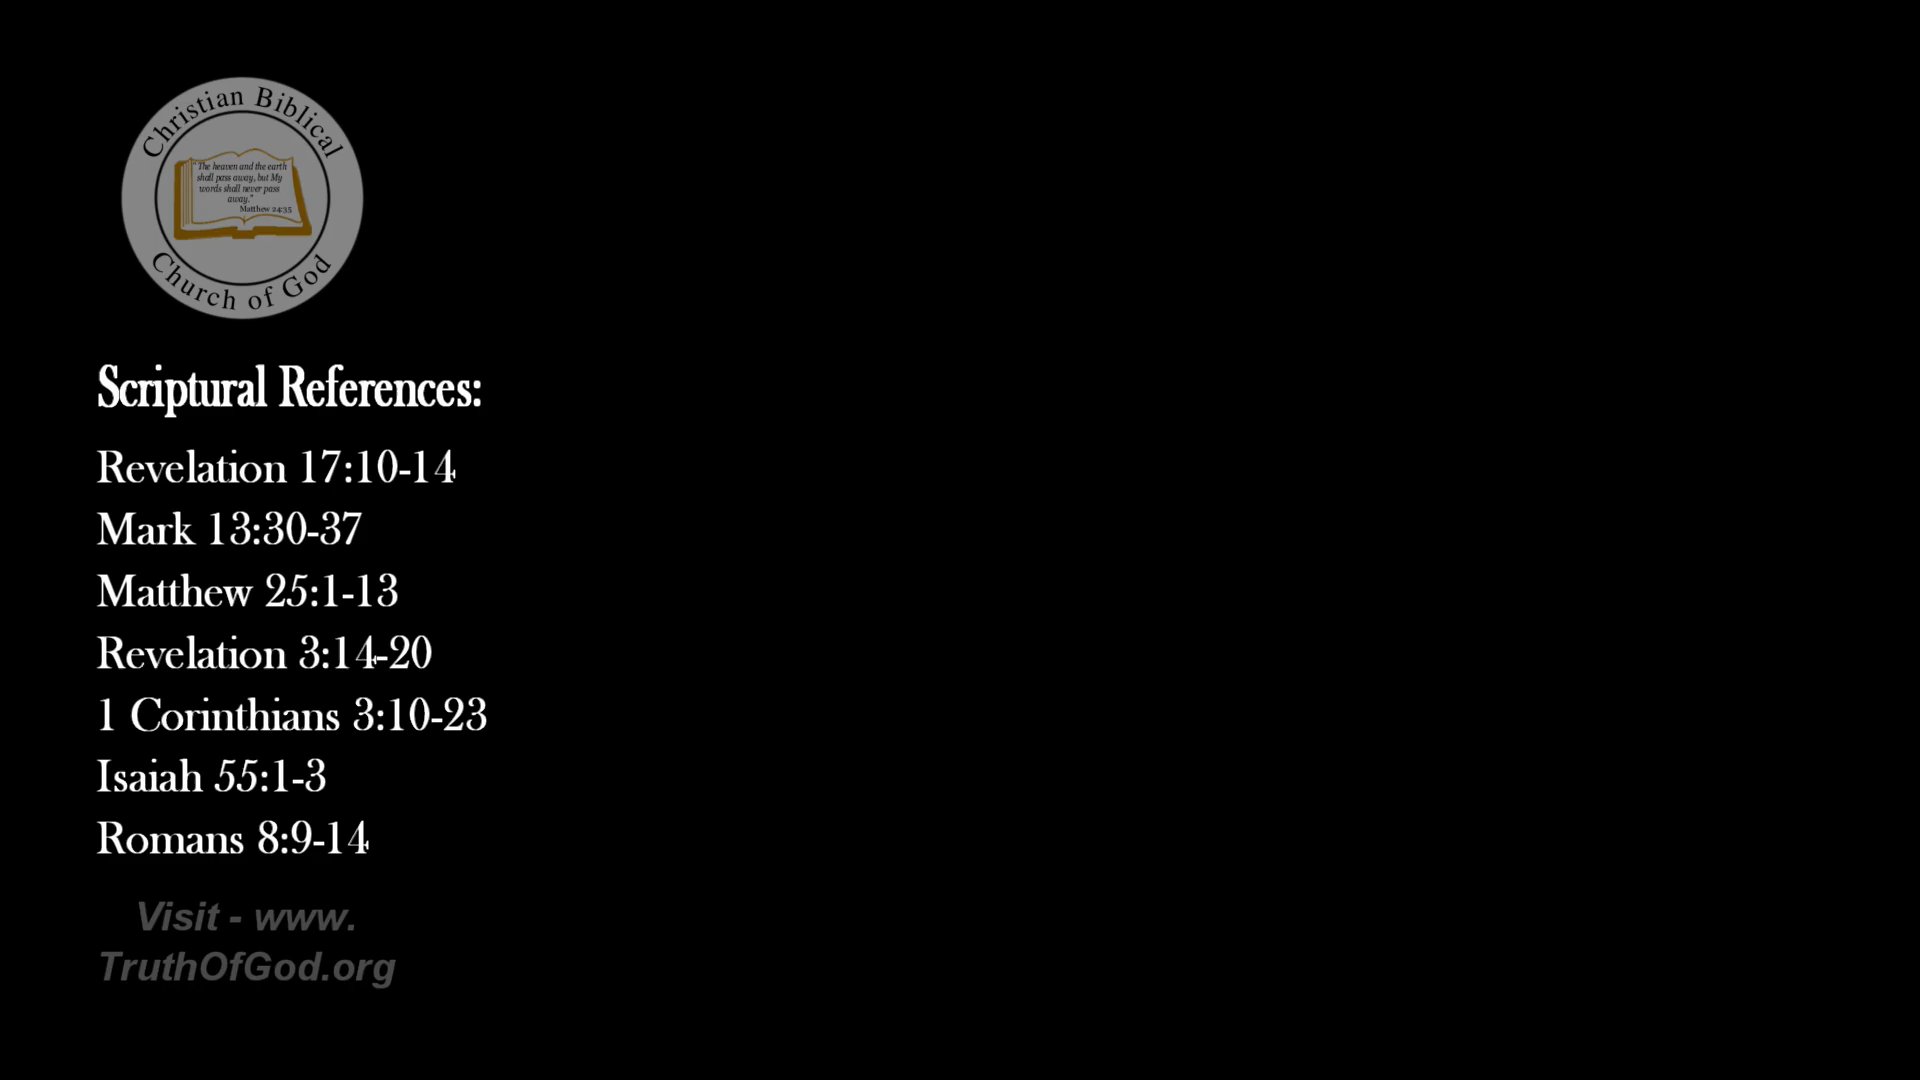 Christian Biblical
"The heaven and the earth
shall pass away, but My
words shall never pass
away."
Matthew 24:35
Church of God
Scriptural References:
Revelation 17:10-14
Mark 13:30-37
Matthew 25:1-13
Revelation 3:14-20
1 Corinthians 3:10-23
Isaiah 55:1-3
Romans 8:9-14
Visit - www.
TruthOfGod.org